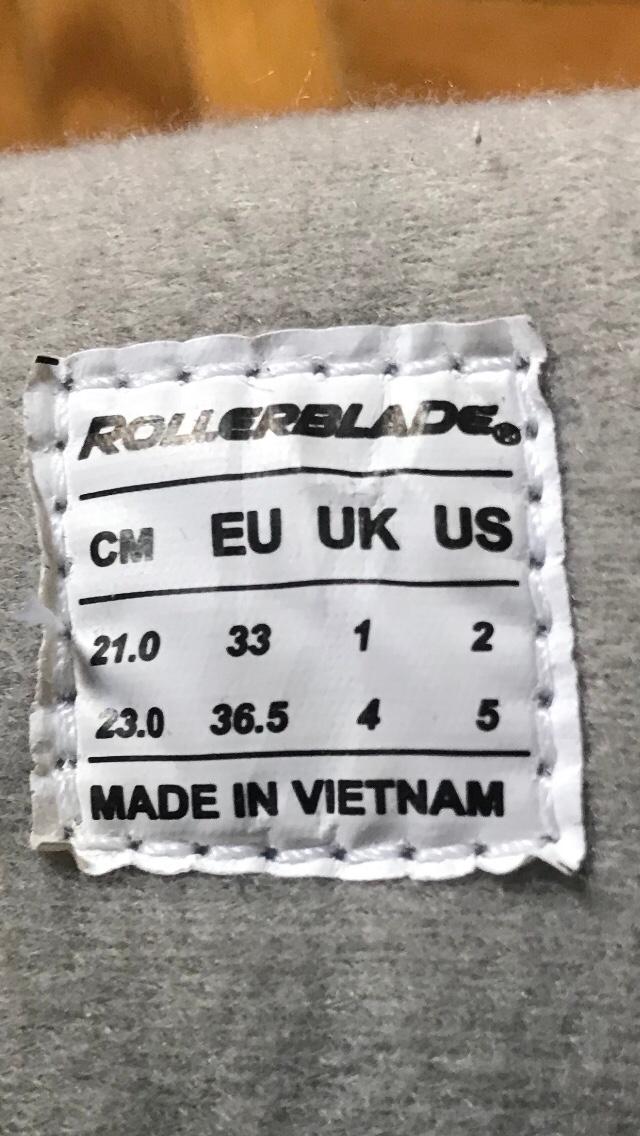 ROLLERBLADE®
CM EU UK US
21.0 33 1 2
23.0 36.5 4 5
MADE IN VIETNAM